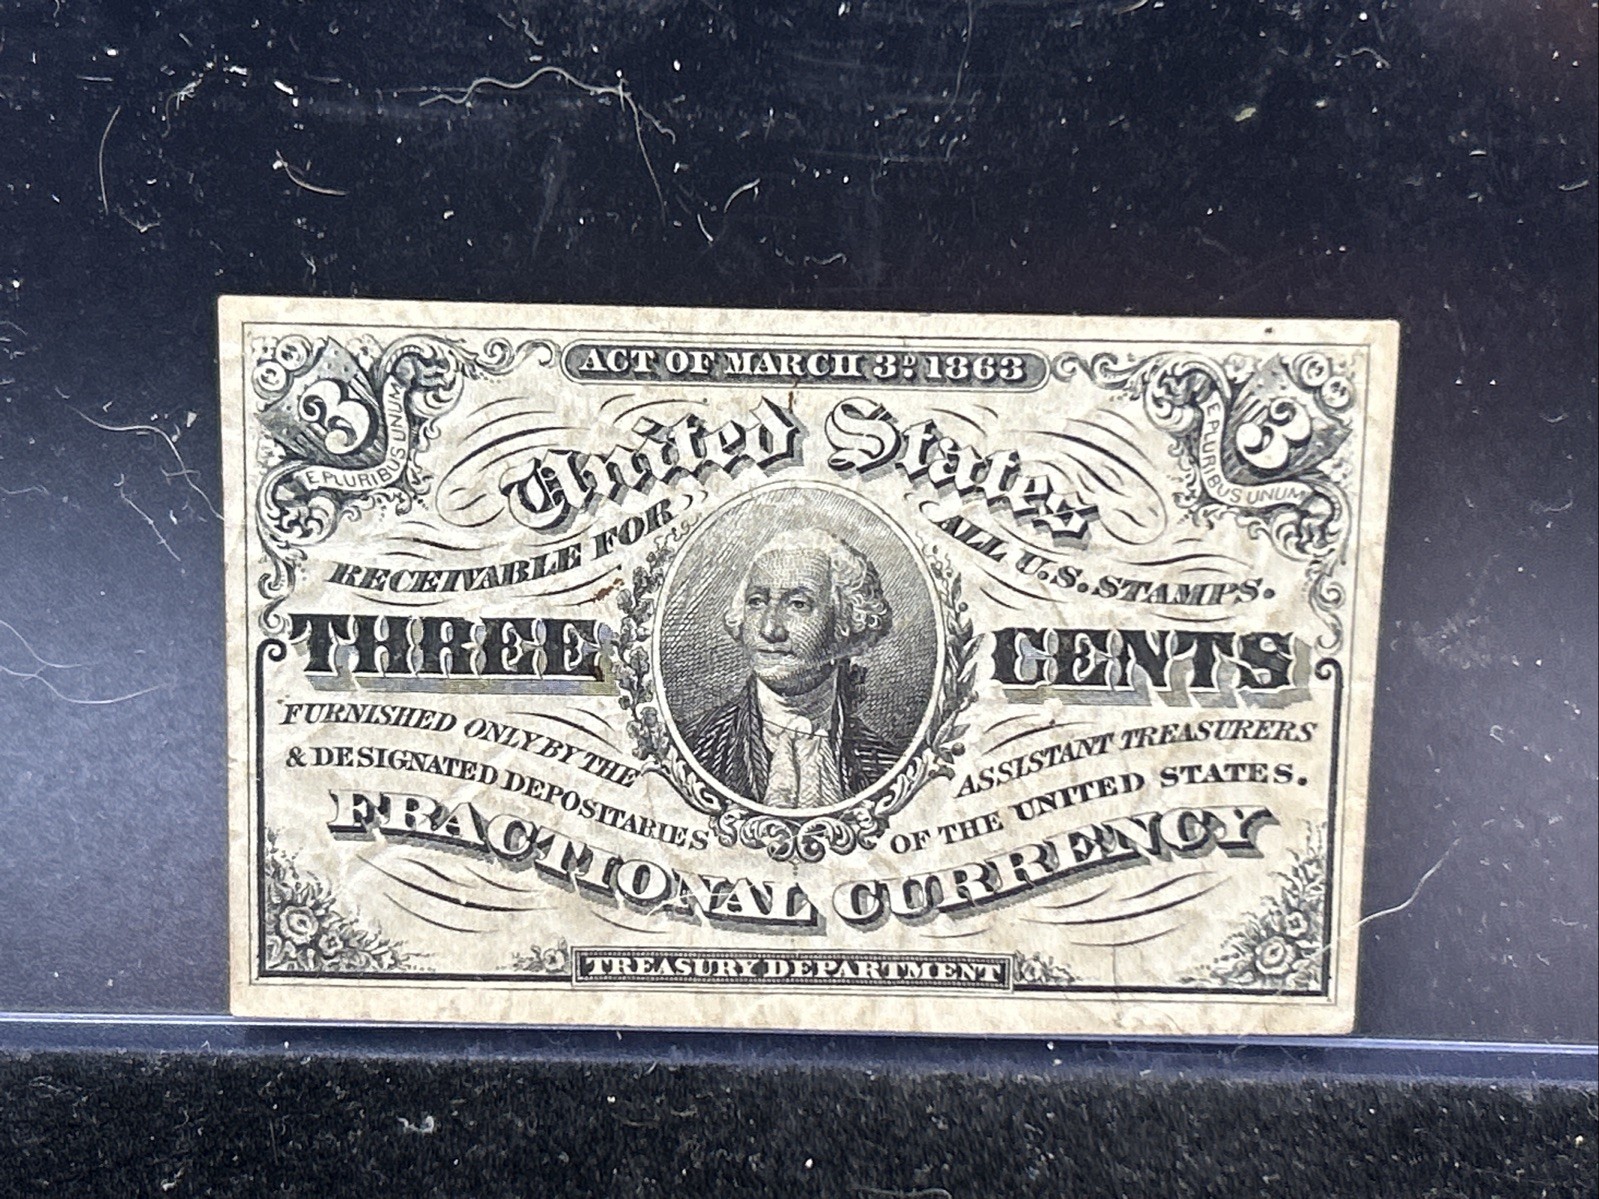 ACT OF MARCH 3D 1863
3
E PLURIBUS UNUM
3
E PLURIBUS UNUM
United States
RECEIVABLE FOR ALL U.S. STAMPS.
THREE CENTS
FURNISHED ONLY BY THE ASSISTANT TREASURERS
& DESIGNATED DEPOSITARIES OF THE UNITED STATES.
FRACTIONAL CURRENCY
TREASURY DEPARTMENT